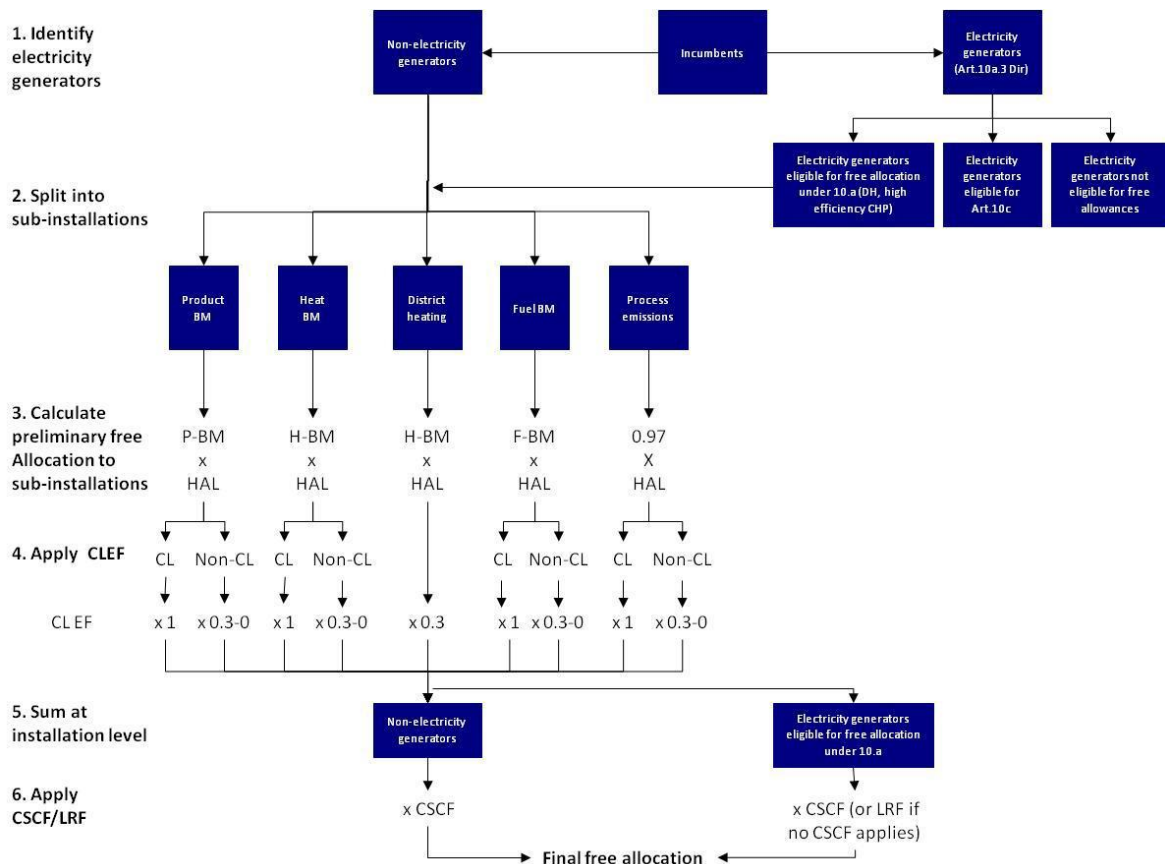 1. Identify
electricity
generators
Non-electricity
generators
Incumbents
Electricity
generators
(Art.10a.3 Dir)
Electricity generators
eligible for free allocation
under 10.a (DH, high
efficiency CHP)
Electricity
generators
eligible for
Art.10c
Electricity
generators not
eligible for free
allowances
2. Split into
sub-installations
Product
BM
Heat
BM
District
heating
Fuel BM
Process
emissions
3. Calculate
preliminary free
Allocation to
sub-installations
P-BM
x
HAL
H-BM
x
HAL
H-BM
x
HAL
F-BM
x
HAL
0.97
X
HAL
4. Apply CLEF
CL Non-CL CL Non-CL CL Non-CL CL Non-CL
CL EF x 1 x 0.3-0 x 1 x 0.3-0 x 0.3 x 1 x 0.3-0 x 1 x 0.3-0
5. Sum at
installation level
Non-electricity
generators
Electricity generators
eligible for free allocation
under 10.a
6. Apply
CSCF/LRF
x CSCF
x CSCF (or LRF if
no CSCF applies)
Final free allocation